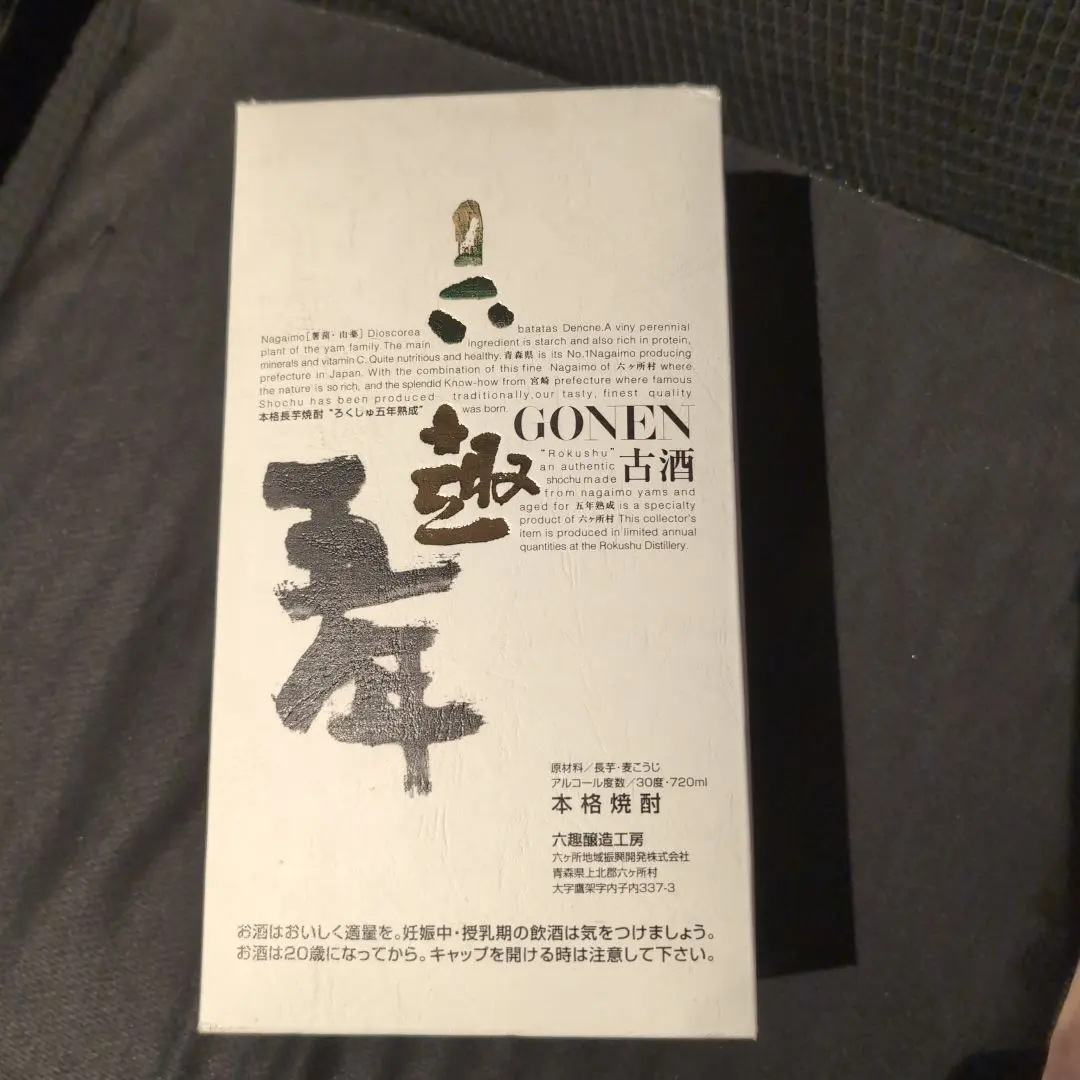 六趣
五年
Nagaimo[薯蕷・山薬] Dioscorea batatas Dencne.A viny perennial
plant of the yam family. The main ingredient is starch and also rich in protein,
minerals and vitamin C. Quite nutritious and healthy. 青森県 is its No.1Nagaimo producing
prefecture in Japan. With the combination of this fine Nagaimo of 六ヶ所村 where
the nature is so rich, and the splendid Know-how from 宮崎 prefecture where famous
Shochu has been produced traditionally,our tasty, finest quality
本格長芋焼酎 “ろくしゅ五年熟成” was born.
GONEN
古酒
“Rokushu”
an authentic
shochu made
from nagaimo yams and
aged for 五年熟成 is a specialty
product of 六ヶ所村 This collector's
item is produced in limited annual
quantities at the Rokushu Distillery.
原材料／長芋・麦こうじ
アルコール度数／30度・720ml
本格焼酎
六趣醸造工房
六ヶ所地域振興開発株式会社
青森県上北郡六ヶ所村
大字鷹架字内子内337-3
お酒はおいしく適量を。妊娠中・授乳期の飲酒は気をつけましょう。
お酒は20歳になってから。キャップを開ける時は注意して下さい。